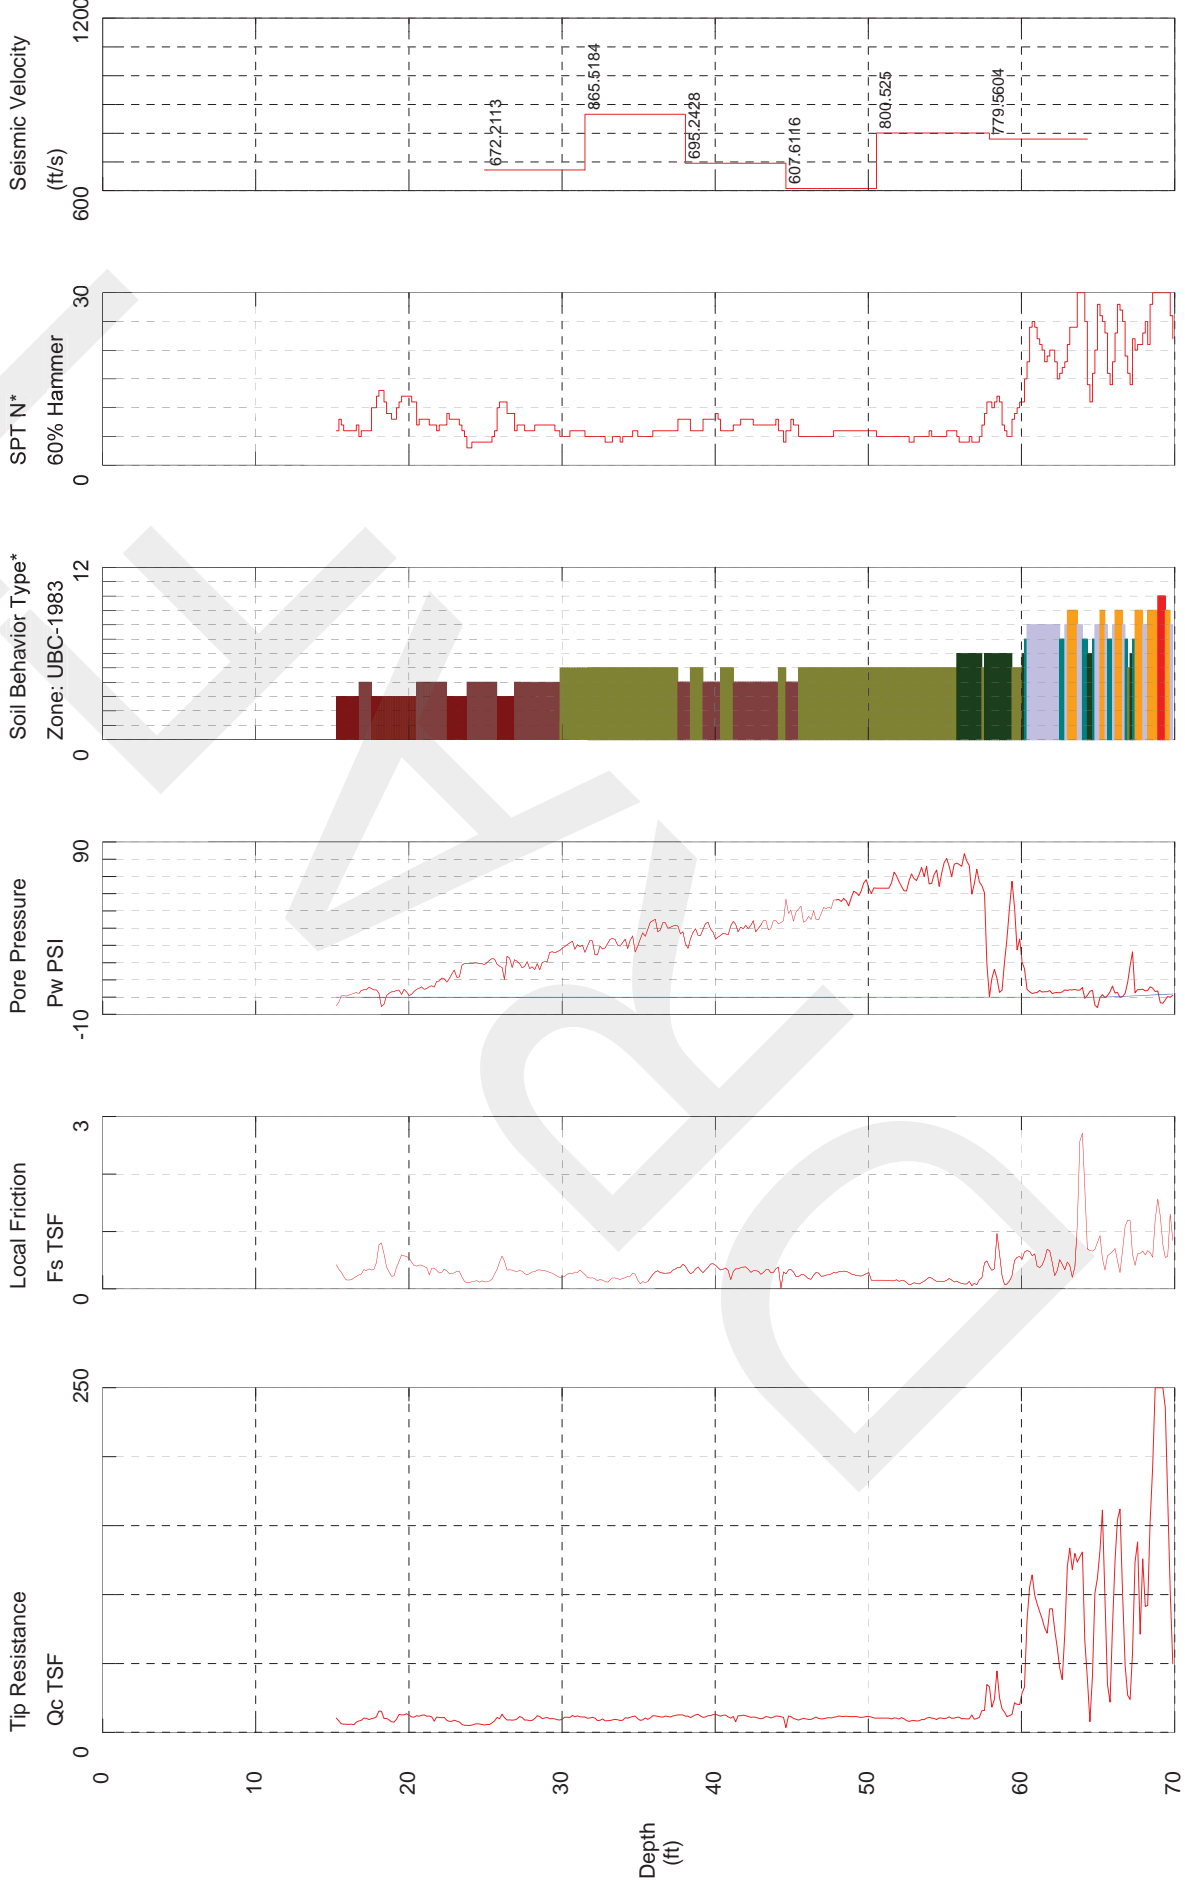 Tip Resistance
Qc TSF
0
250
Local Friction
Fs TSF
0
3
Pore Pressure
Pw PSI
-10
90
Soil Behavior Type*
Zone: UBC-1983
0
12
SPT N*
60% Hammer
0
30
Seismic Velocity
(ft/s)
600
1200
0
10
20
30
40
50
60
70
Depth
(ft)
672.2113
865.5184
695.2428
607.6116
800.525
779.5604
DRAFT